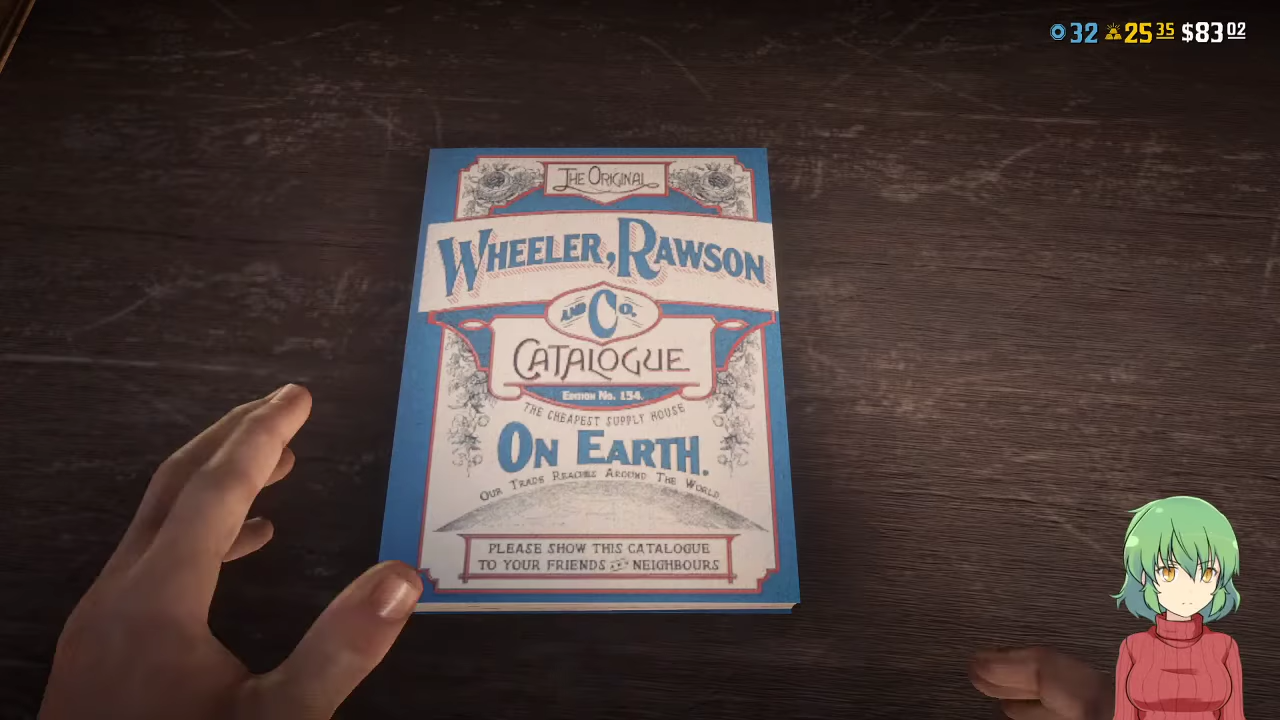 32 25 35 $83 02
The Original
Wheeler, Rawson
and Co.
Catalogue
Edition No. 154.
The Cheapest Supply House
On Earth.
Our Trade Reaches Around The World
PLEASE SHOW THIS CATALOGUE
TO YOUR FRIENDS and NEIGHBOURS